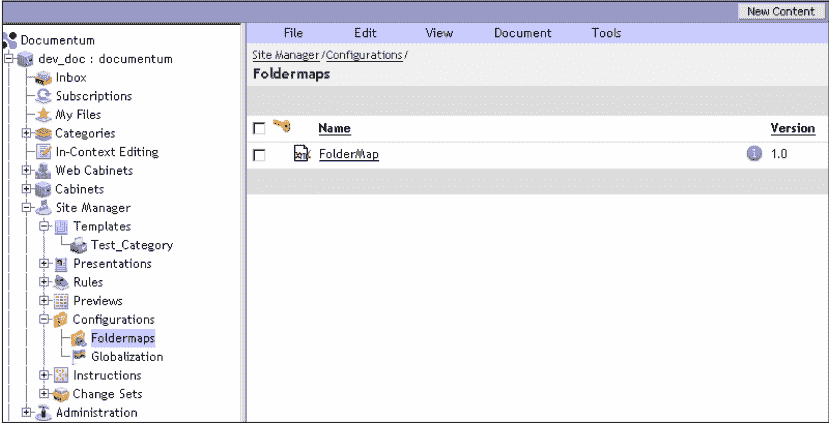 New Content
Documentum
dev_doc : documentum
Inbox
Subscriptions
My Files
Categories
In-Context Editing
Web Cabinets
Cabinets
Site Manager
Templates
Test_Category
Presentations
Rules
Previews
Configurations
Foldermaps
Globalization
Instructions
Change Sets
Administration
File Edit View Document Tools
Site Manager/Configurations/
Foldermaps
Name Version
FolderMap 1.0